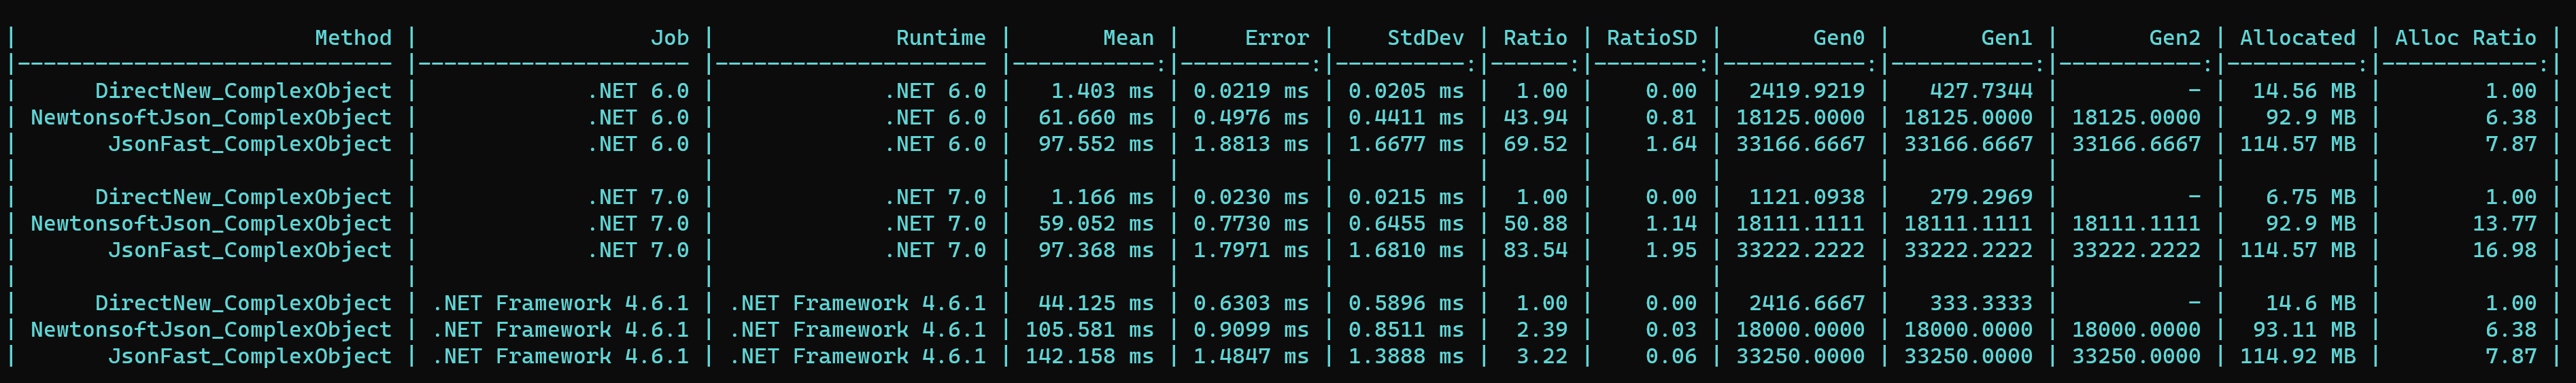 | Method | Job | Runtime | Mean | Error | StdDev | Ratio | RatioSD | Gen0 | Gen1 | Gen2 | Allocated | Alloc Ratio |
|----------------------------- |--------------------- |--------------------- |-----------:|----------:|----------:|------:|--------:|-----------:|-----------:|-----------:|----------:|------------:|
| DirectNew_ComplexObject | .NET 6.0 | .NET 6.0 | 1.403 ms | 0.0219 ms | 0.0205 ms | 1.00 | 0.00 | 2419.9219 | 427.7344 | - | 14.56 MB | 1.00 |
| NewtonsoftJson_ComplexObject | .NET 6.0 | .NET 6.0 | 61.660 ms | 0.4976 ms | 0.4411 ms | 43.94 | 0.81 | 18125.0000 | 18125.0000 | 18125.0000 | 92.9 MB | 6.38 |
| JsonFast_ComplexObject | .NET 6.0 | .NET 6.0 | 97.552 ms | 1.8813 ms | 1.6677 ms | 69.52 | 1.64 | 33166.6667 | 33166.6667 | 33166.6667 | 114.57 MB | 7.87 |
| | | | | | | | | | | | | |
| DirectNew_ComplexObject | .NET 7.0 | .NET 7.0 | 1.166 ms | 0.0230 ms | 0.0215 ms | 1.00 | 0.00 | 1121.0938 | 279.2969 | - | 6.75 MB | 1.00 |
| NewtonsoftJson_ComplexObject | .NET 7.0 | .NET 7.0 | 59.052 ms | 0.7730 ms | 0.6455 ms | 50.88 | 1.14 | 18111.1111 | 18111.1111 | 18111.1111 | 92.9 MB | 13.77 |
| JsonFast_ComplexObject | .NET 7.0 | .NET 7.0 | 97.368 ms | 1.7971 ms | 1.6810 ms | 83.54 | 1.95 | 33222.2222 | 33222.2222 | 33222.2222 | 114.57 MB | 16.98 |
| | | | | | | | | | | | | |
| DirectNew_ComplexObject | .NET Framework 4.6.1 | .NET Framework 4.6.1 | 44.125 ms | 0.6303 ms | 0.5896 ms | 1.00 | 0.00 | 2416.6667 | 333.3333 | - | 14.6 MB | 1.00 |
| NewtonsoftJson_ComplexObject | .NET Framework 4.6.1 | .NET Framework 4.6.1 | 105.581 ms | 0.9099 ms | 0.8511 ms | 2.39 | 0.03 | 18000.0000 | 18000.0000 | 18000.0000 | 93.11 MB | 6.38 |
| JsonFast_ComplexObject | .NET Framework 4.6.1 | .NET Framework 4.6.1 | 142.158 ms | 1.4847 ms | 1.3888 ms | 3.22 | 0.06 | 33250.0000 | 33250.0000 | 33250.0000 | 114.92 MB | 7.87 |